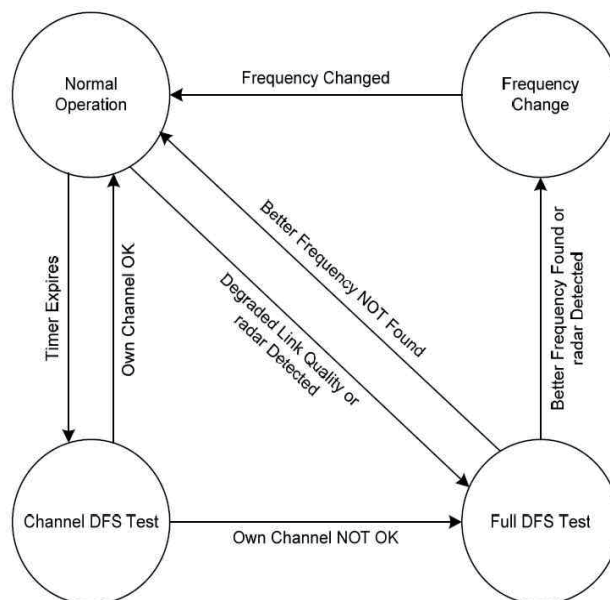 Normal
Operation
Frequency Changed
Frequency
Change
Timer Expires
Own Channel OK
Better Frequency NOT Found
Degraded Link Quality or
radar Detected
Better Frequency Found or
radar Detected
Channel DFS Test
Own Channel NOT OK
Full DFS Test